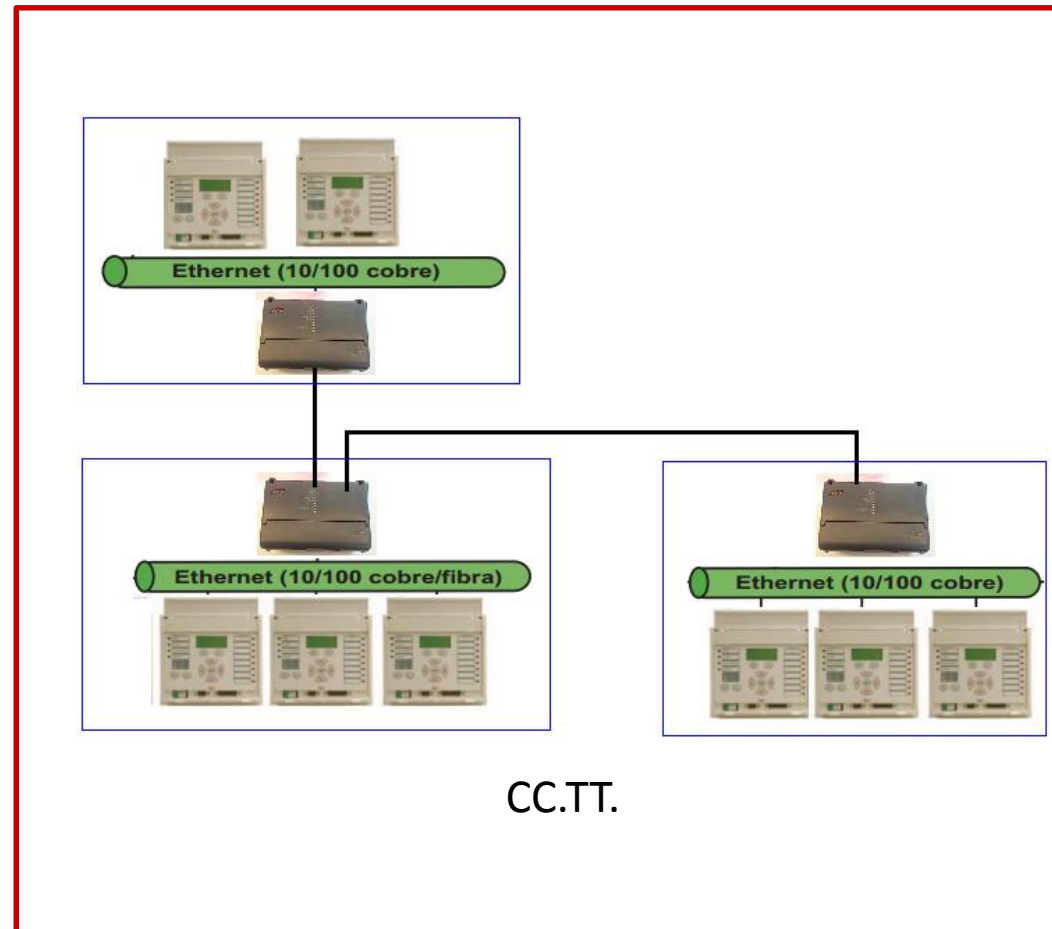 Ethernet (10/100 cobre)
Ethernet (10/100 cobre/fibra)
Ethernet (10/100 cobre)
CC.TT.